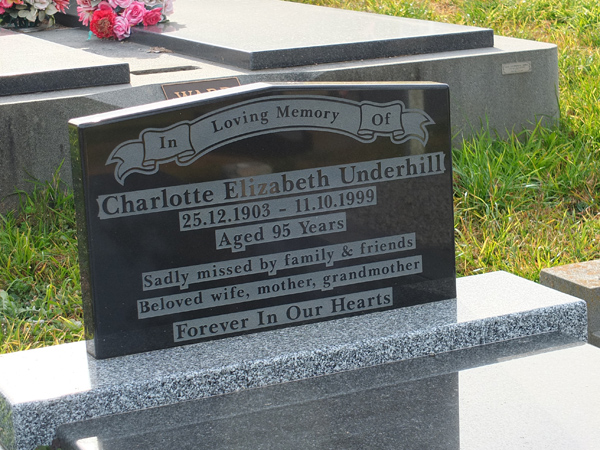 In Loving Memory Of
Charlotte Elizabeth Underhill
25.12.1903 - 11.10.1999
Aged 95 Years
Sadly missed by family & friends
Beloved wife, mother, grandmother
Forever In Our Hearts